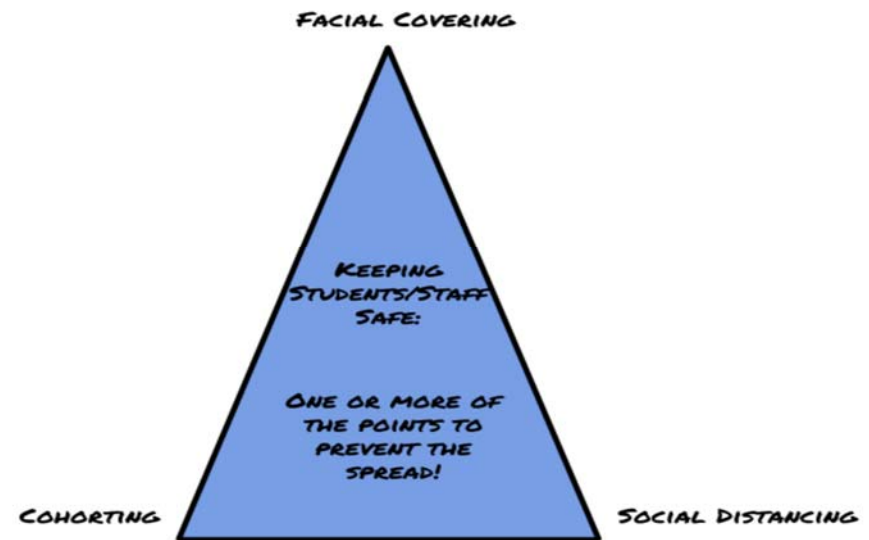 Facial Covering
Keeping
Students/Staff
Safe:
One or more of
the points to
prevent the
spread!
Cohorting
Social Distancing